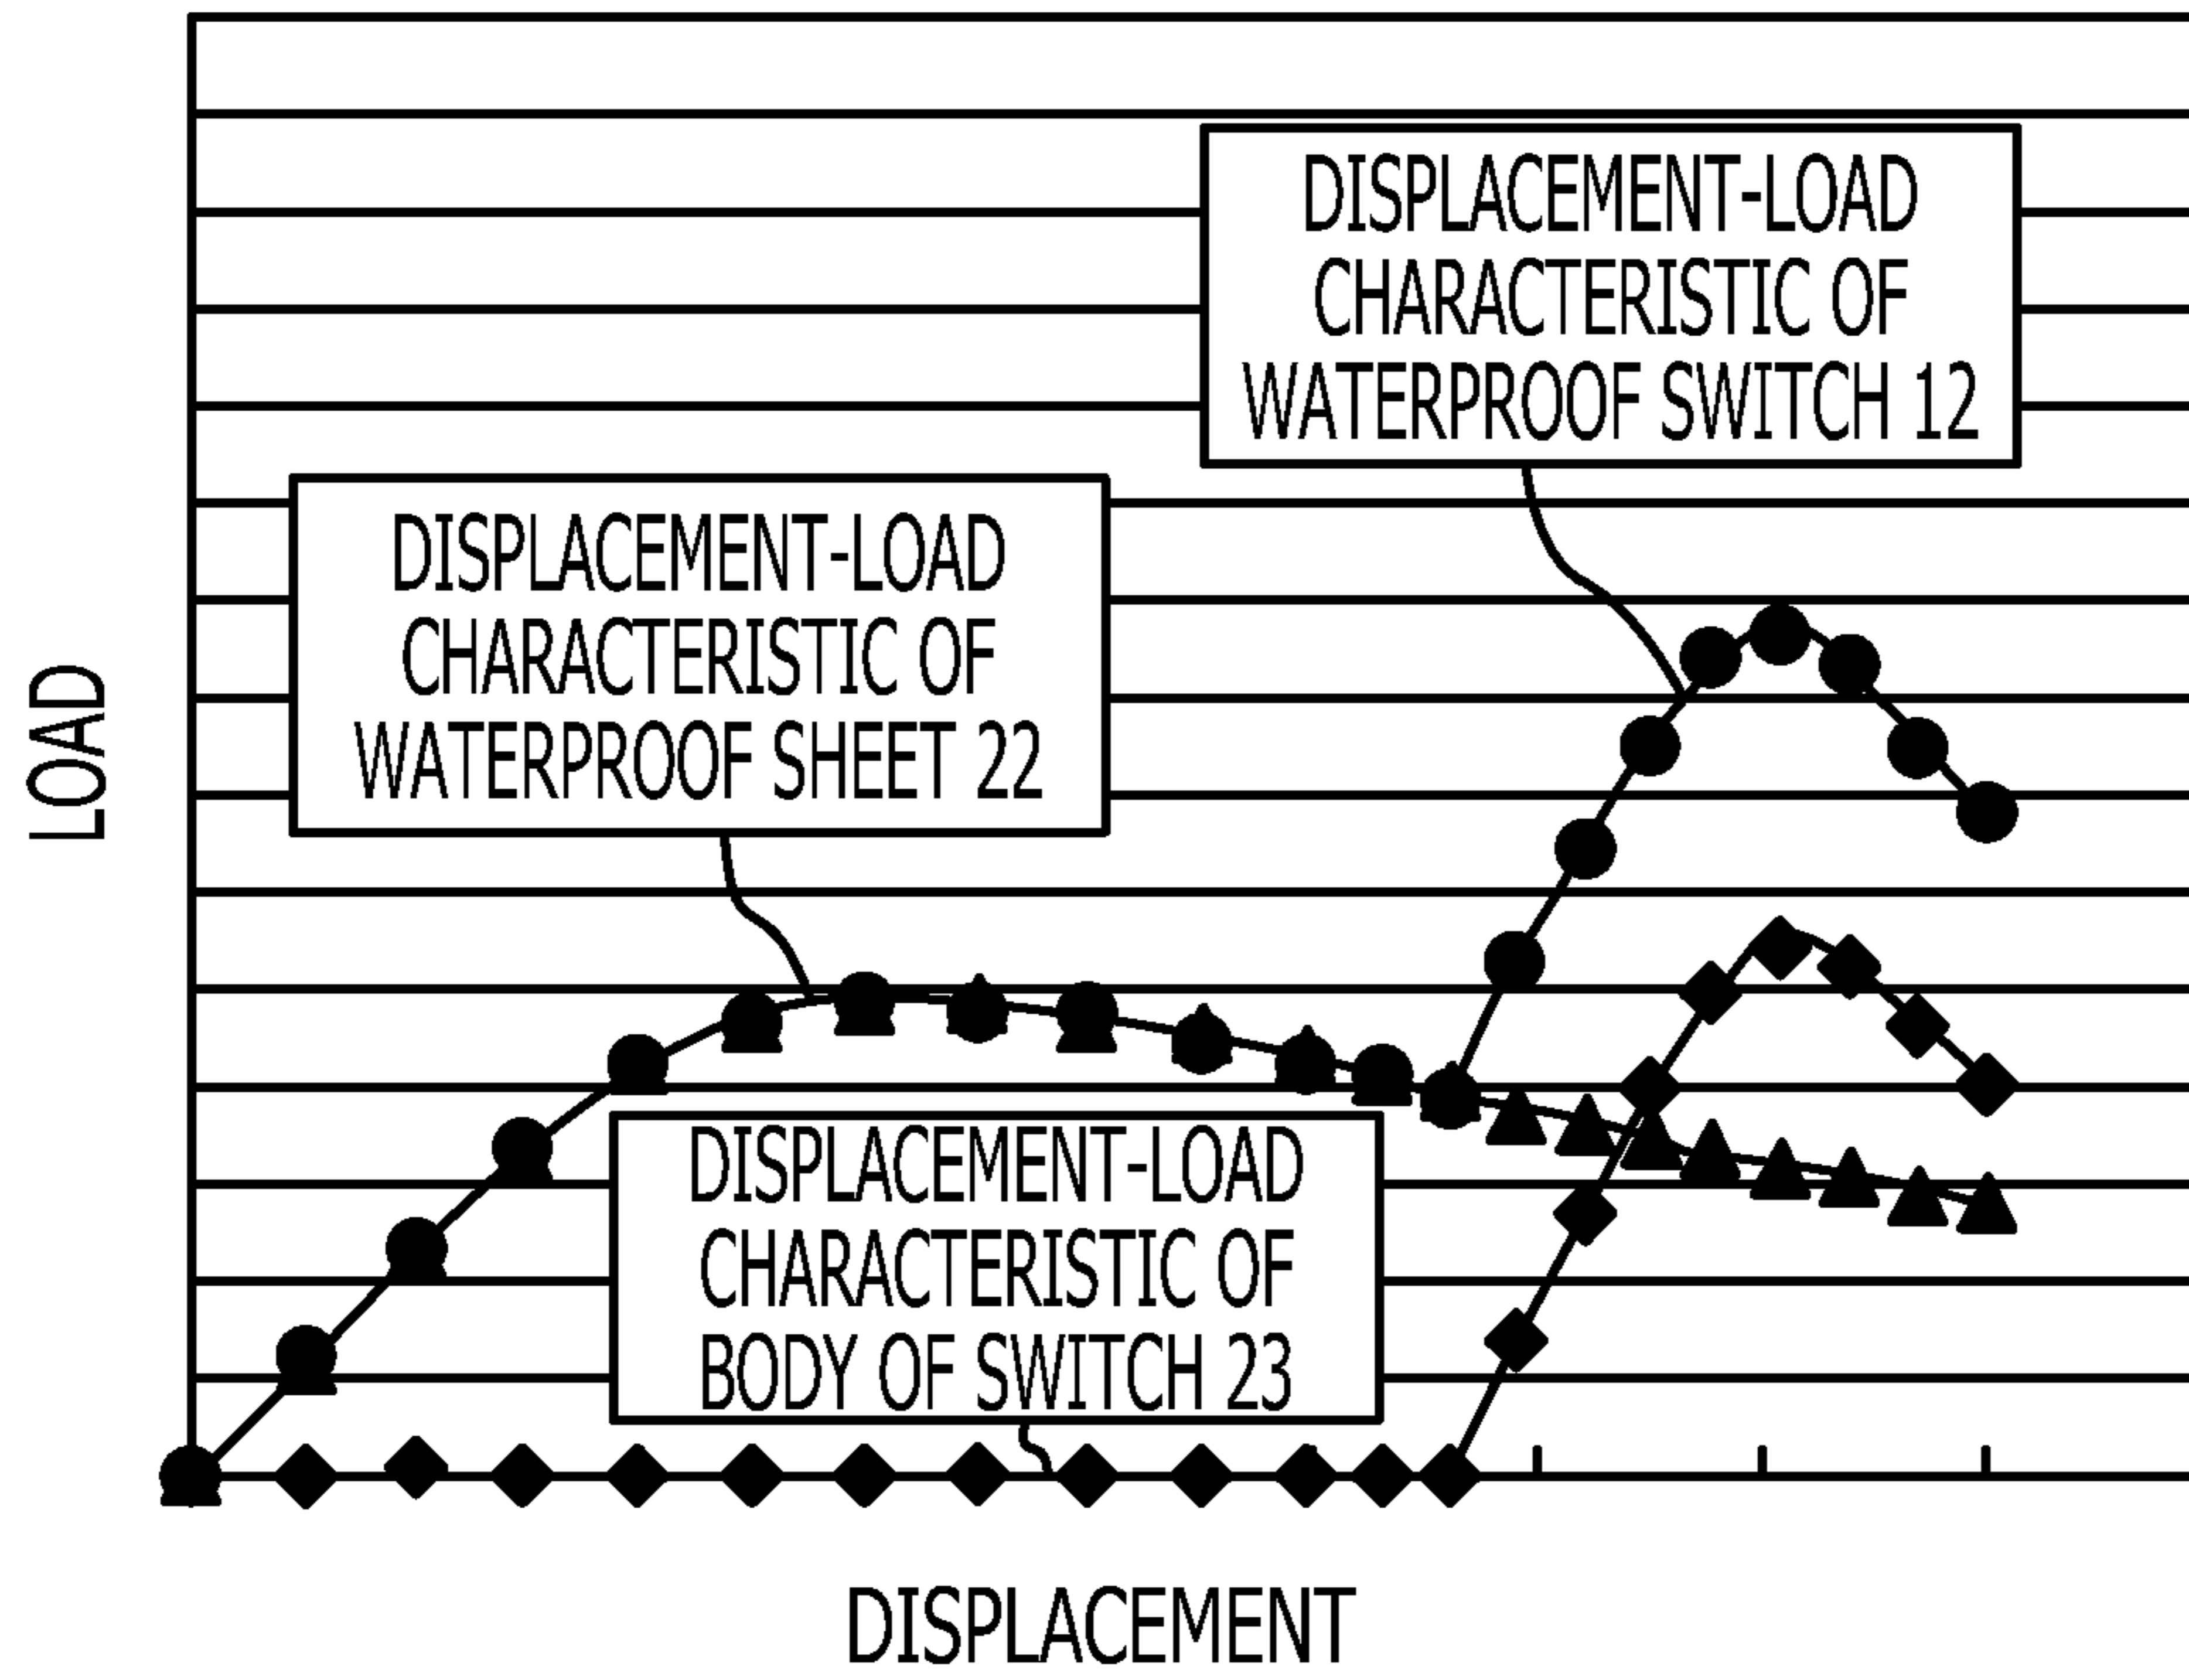 DISPLACEMENT-LOAD
CHARACTERISTIC OF
WATERPROOF SWITCH 12
DISPLACEMENT-LOAD
CHARACTERISTIC OF
WATERPROOF SHEET 22
LOAD
DISPLACEMENT-LOAD
CHARACTERISTIC OF
BODY OF SWITCH 23
DISPLACEMENT